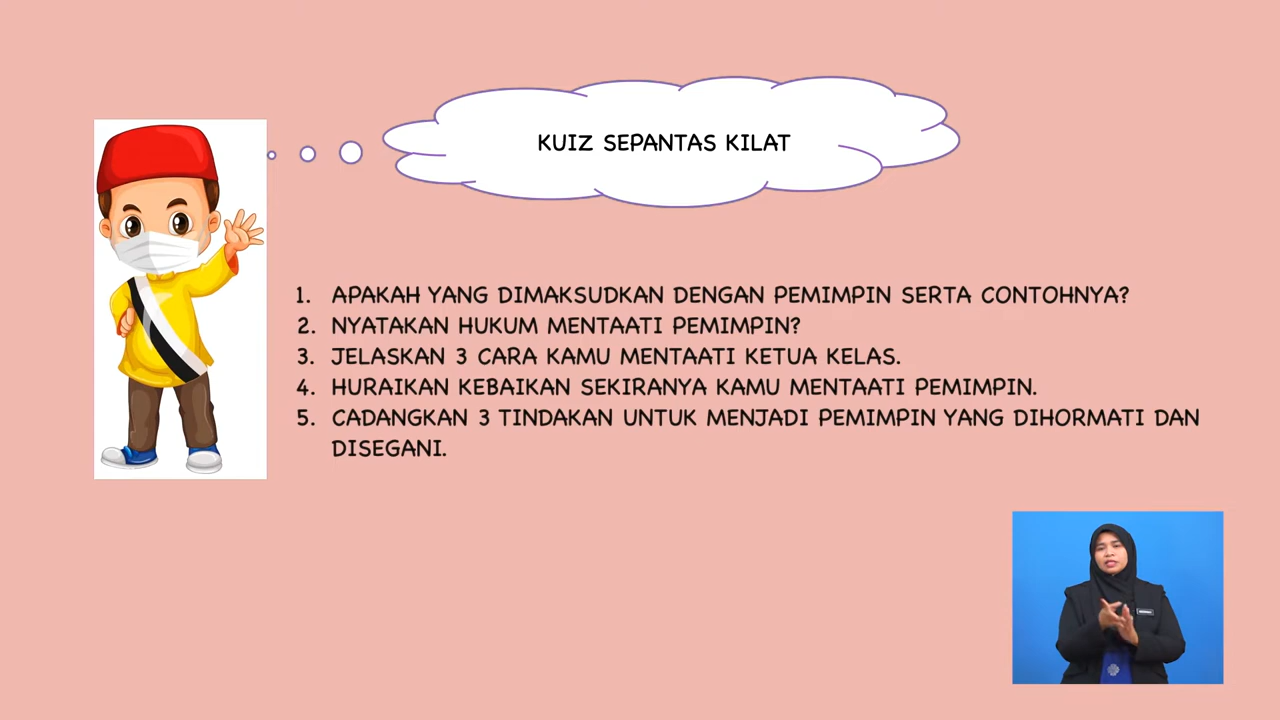 KUIZ SEPANTAS KILAT
1. APAKAH YANG DIMAKSUDKAN DENGAN PEMIMPIN SERTA CONTOHNYA?
2. NYATAKAN HUKUM MENTAATI PEMIMPIN?
3. JELASKAN 3 CARA KAMU MENTAATI KETUA KELAS.
4. HURAIKAN KEBAIKAN SEKIRANYA KAMU MENTAATI PEMIMPIN.
5. CADANGKAN 3 TINDAKAN UNTUK MENJADI PEMIMPIN YANG DIHORMATI DAN
DISEGANI.